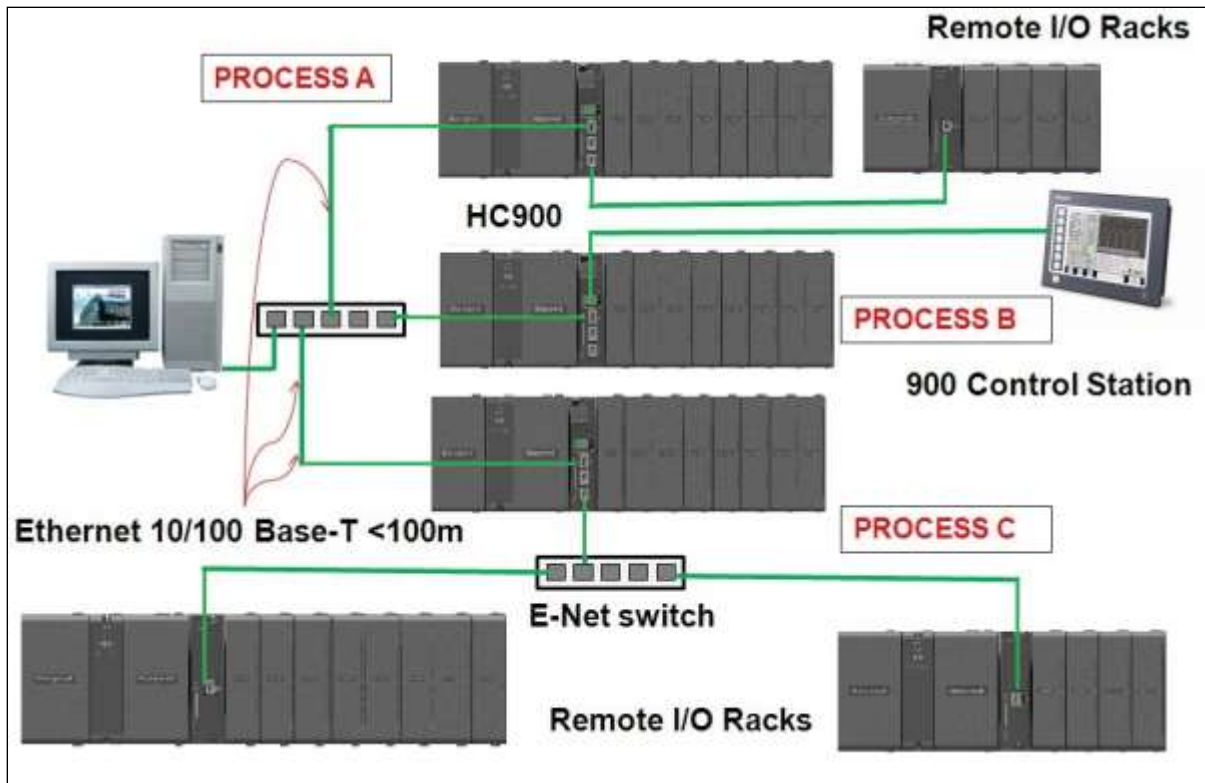 Remote I/O Racks
PROCESS A
HC900
PROCESS B
900 Control Station
Ethernet 10/100 Base-T <100m
PROCESS C
E-Net switch
Remote I/O Racks